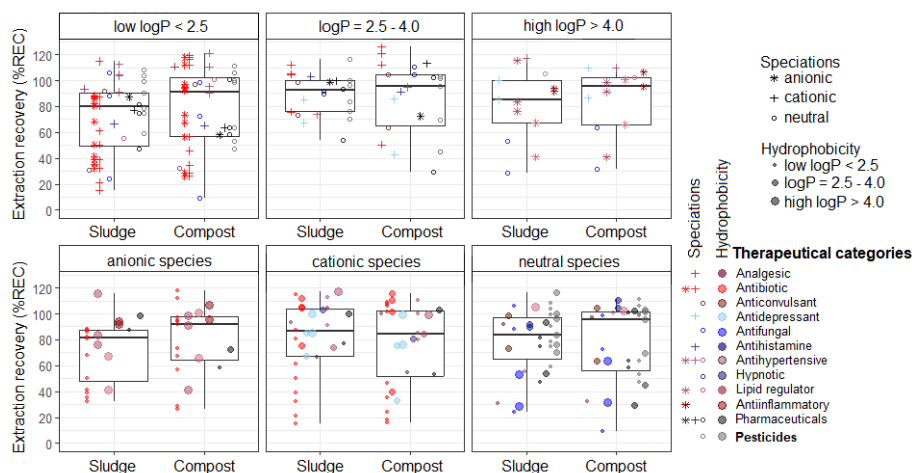 low logP < 2.5
logP = 2.5 - 4.0
high logP > 4.0
Extraction recovery (%REC)
120
100
80
60
40
20
0
Sludge
Compost
Sludge
Compost
Sludge
Compost
anionic species
cationic species
neutral species
Extraction recovery (%REC)
120
100
80
60
40
20
0
Sludge
Compost
Sludge
Compost
Sludge
Compost
Speciations
anionic
cationic
neutral
Hydrophobicity
low logP < 2.5
logP = 2.5 - 4.0
high logP > 4.0
Speciations
Hydrophobicity
Therapeutical categories
Analgesic
Antibiotic
Anticonvulsant
Antidepressant
Antifungal
Antihistamine
Antihypertensive
Hypnotic
Lipid regulator
Antiinflammatory
Pharmaceuticals
Pesticides